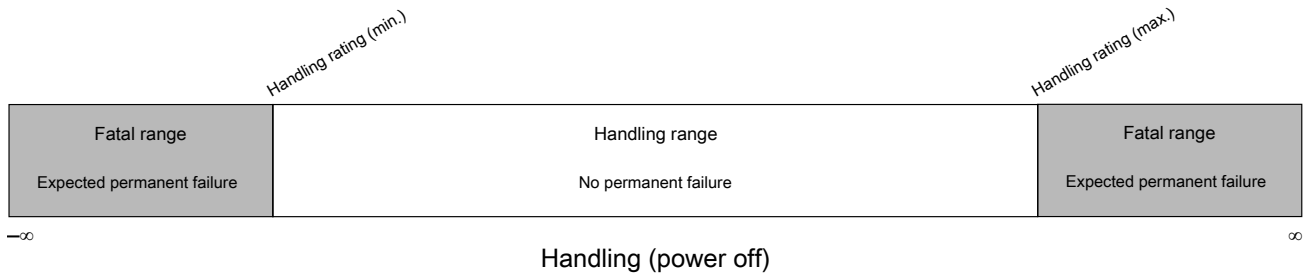 Handling rating (min.)
Handling rating (max.)
Fatal range
Handling range
Fatal range
Expected permanent failure
No permanent failure
Expected permanent failure
–∞
∞
Handling (power off)